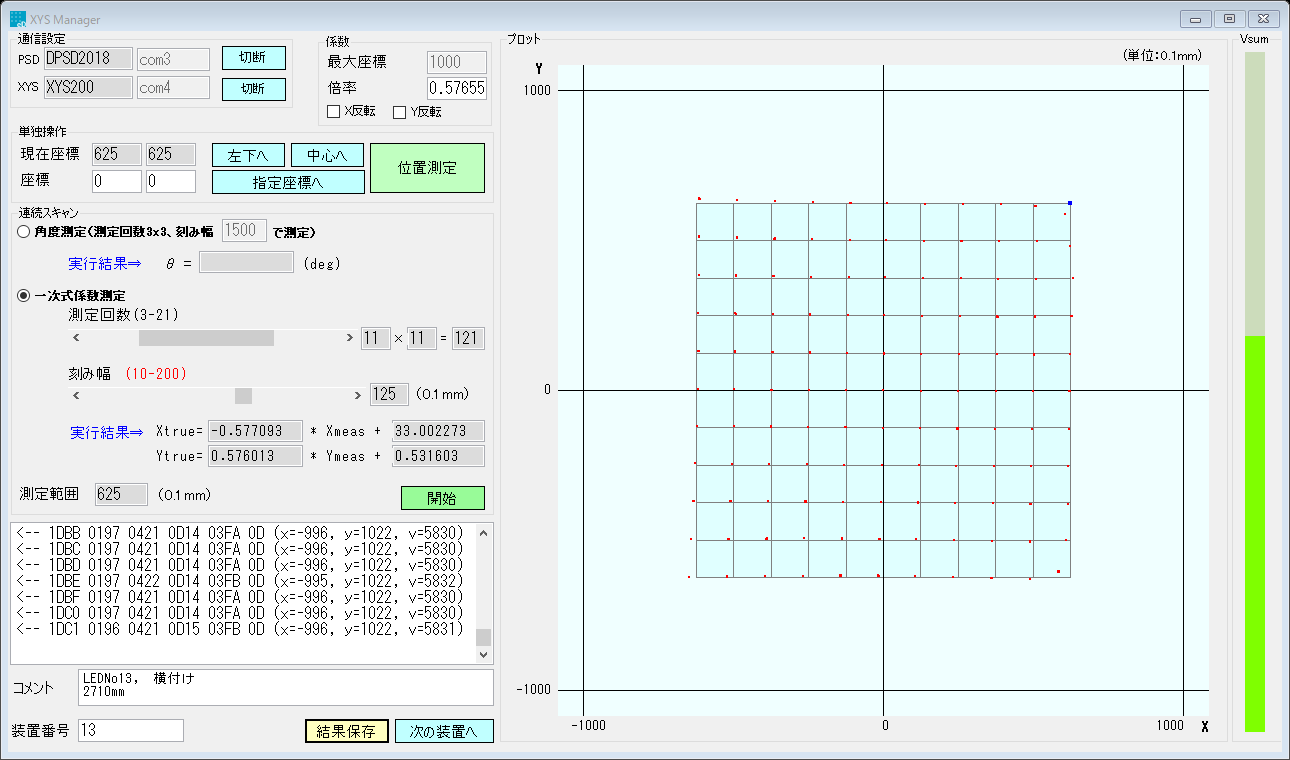 XYS Manager
通信設定
PSD DPSD2018 com3 切断
XYS XYS200 com4 切断
係数
最大座標 1000
倍率 0.57655
X反転 Y反転
単独操作
現在座標 625 625 左下へ 中心へ 位置測定
座標 0 0 指定座標へ
連続スキャン
角度測定(測定回数3x3、刻み幅 1500 で測定)
実行結果⇒ θ = (deg)
一次式係数測定
測定回数(3-21)
< > 11 × 11 = 121
刻み幅 (10-200)
< > 125 (0.1mm)
実行結果⇒ Xtrue= -0.577093 * Xmeas + 33.002273
Ytrue= 0.576013 * Ymeas + 0.531603
測定範囲 625 (0.1mm) 開始
<-- 1DBB 0197 0421 0D14 03FA 0D (x=-996, y=1022, v=5830)
<-- 1DBC 0197 0421 0D14 03FA 0D (x=-996, y=1022, v=5830)
<-- 1DBD 0197 0421 0D14 03FA 0D (x=-996, y=1022, v=5830)
<-- 1DBE 0197 0422 0D14 03FB 0D (x=-995, y=1022, v=5832)
<-- 1DBF 0197 0421 0D14 03FA 0D (x=-996, y=1022, v=5830)
<-- 1DC0 0197 0421 0D14 03FA 0D (x=-996, y=1022, v=5830)
<-- 1DC1 0196 0421 0D15 03FB 0D (x=-996, y=1022, v=5831)
コメント LEDNo13, 横付け
2710mm
装置番号 13 結果保存 次の装置へ
プロット
(単位:0.1mm)
Y
1000
0
-1000
-1000 0 1000 X
Vsum